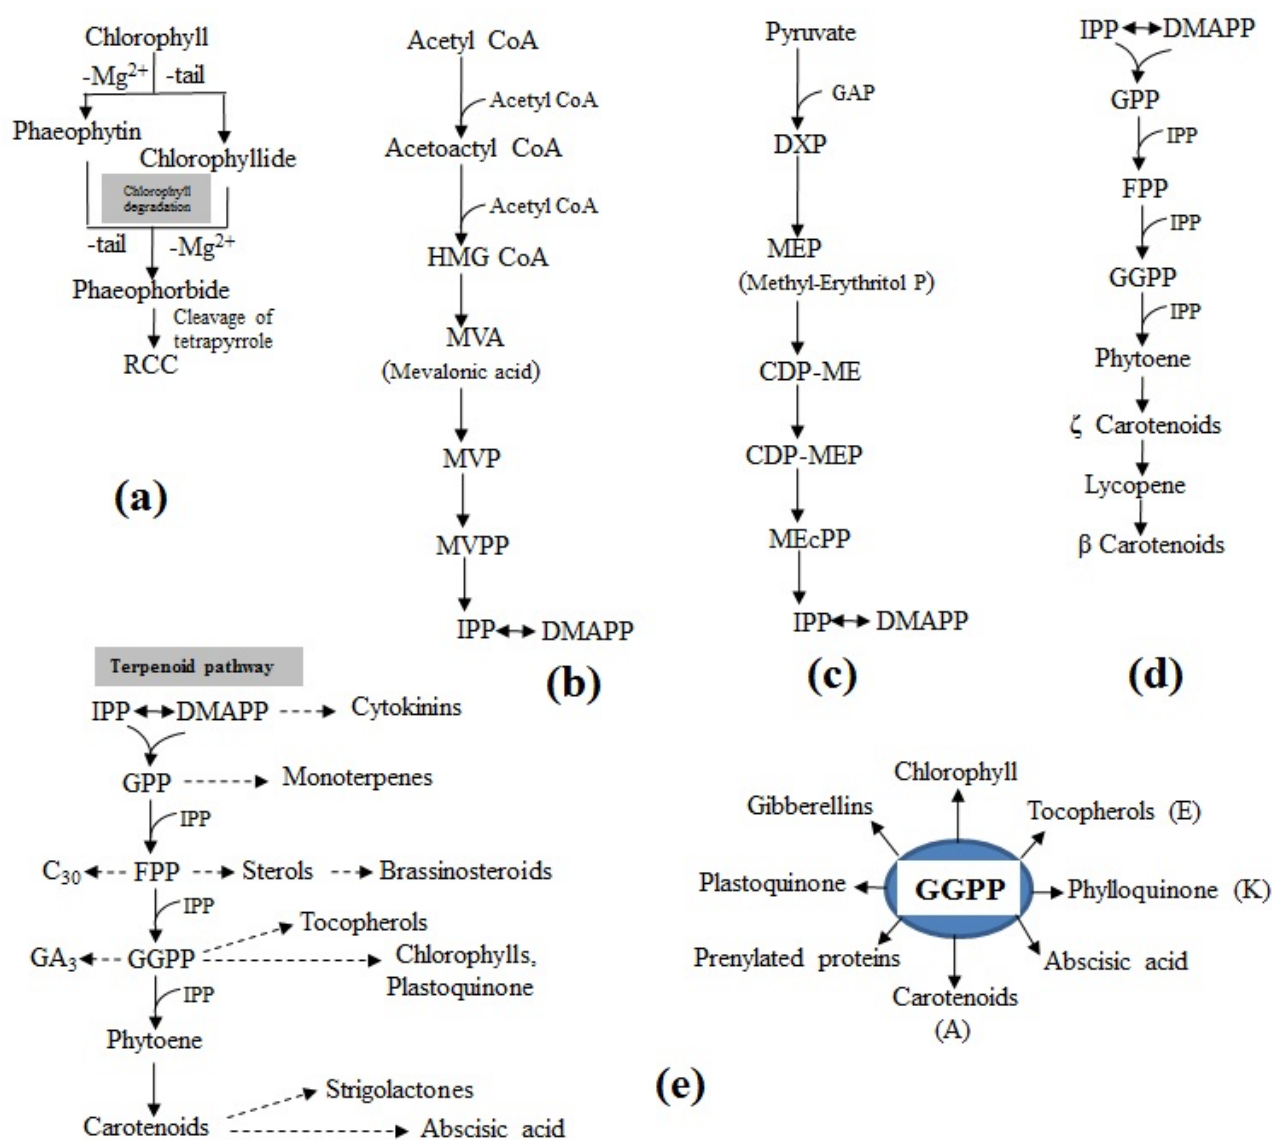 Chlorophyll
-Mg²⁺ -tail
Phaeophytin
Chlorophyllide
Chlorophyll
degradation
-tail -Mg²⁺
Phaeophorbide
Cleavage of
tetrapyrrole
RCC
(a)
Acetyl CoA
Acetyl CoA
Acetoactyl CoA
Acetyl CoA
HMG CoA
MVA
(Mevalonic acid)
MVP
MVPP
IPP DMAPP
(b)
Pyruvate
GAP
DXP
MEP
(Methyl-Erythritol P)
CDP-ME
CDP-MEP
MEcPP
IPP DMAPP
(c)
IPP DMAPP
GPP
IPP
FPP
IPP
GGPP
IPP
Phytoene
ζ Carotenoids
Lycopene
β Carotenoids
(d)
Terpenoid pathway
IPP DMAPP Cytokinins
GPP Monoterpenes
IPP
C₃₀ FPP Sterols Brassinosteroids
IPP
Tocopherols
GA₃ GGPP Chlorophylls,
Plastoquinone
IPP
Phytoene
Strigolactones
Carotenoids Abscisic acid
Chlorophyll
Gibberellins Tocopherols (E)
Plastoquinone GGPP Phylloquinone (K)
Prenylated proteins Abscisic acid
Carotenoids
(A)
(e)